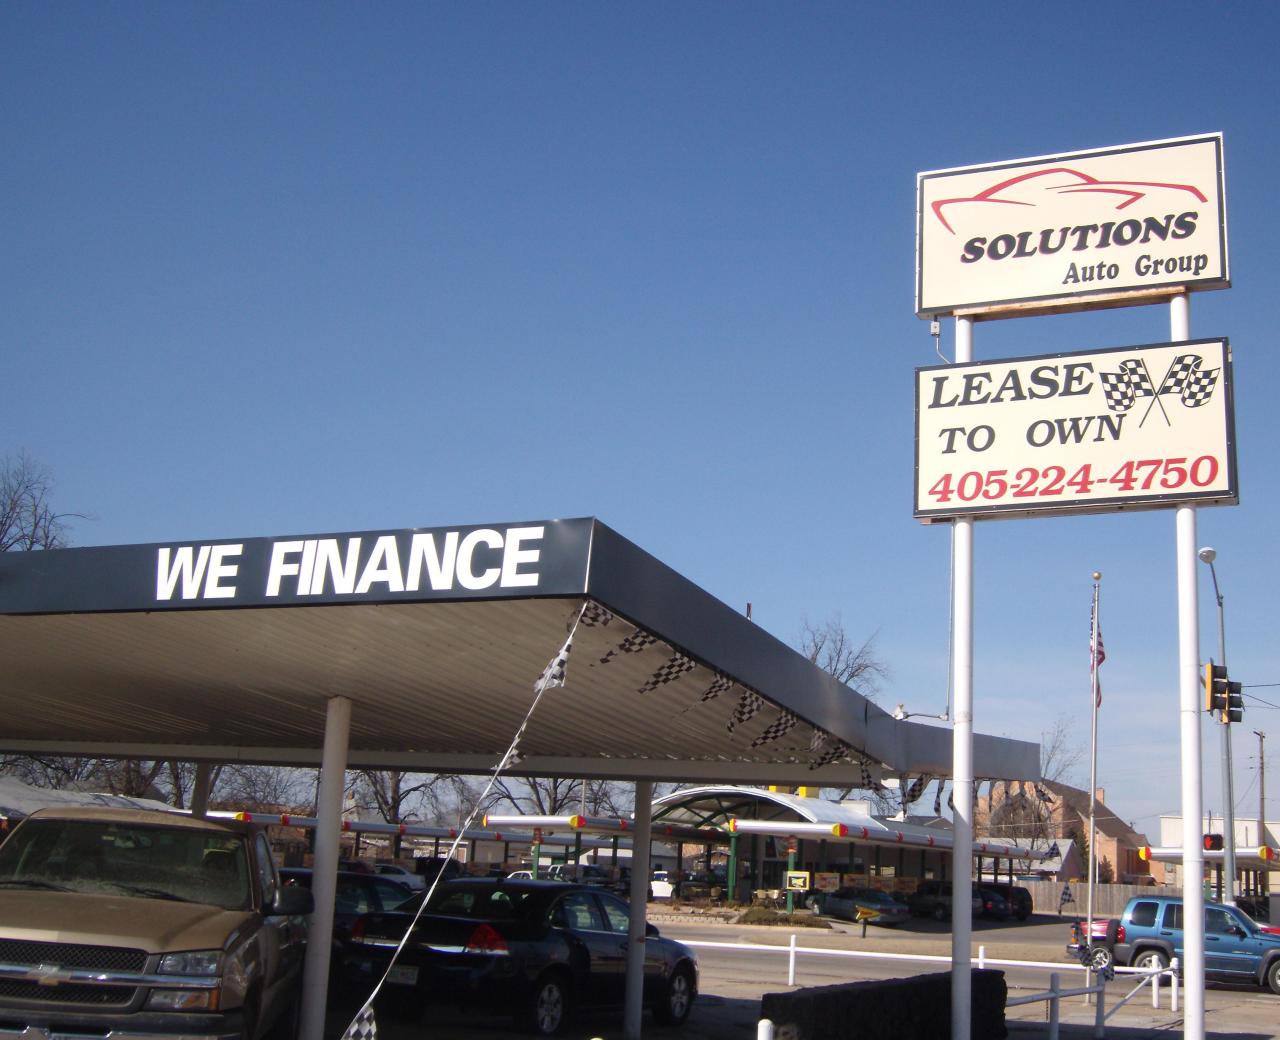 SOLUTIONS
Auto Group
LEASE
TO OWN
405-224-4750
WE FINANCE